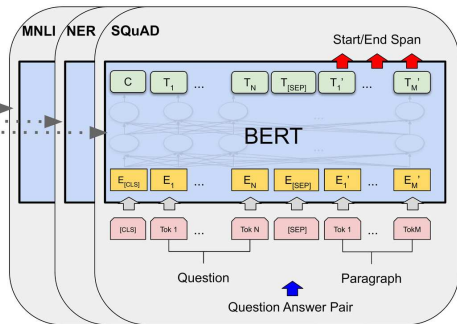 MNLI NER SQuAD
Start/End Span
C T1 ... TN T[SEP] T1' ... TM'
BERT
E[CLS] E1 ... EN E[SEP] E1' ... EM'
[CLS] Tok 1 ... Tok N [SEP] Tok 1 ... TokM
Question Paragraph
Question Answer Pair